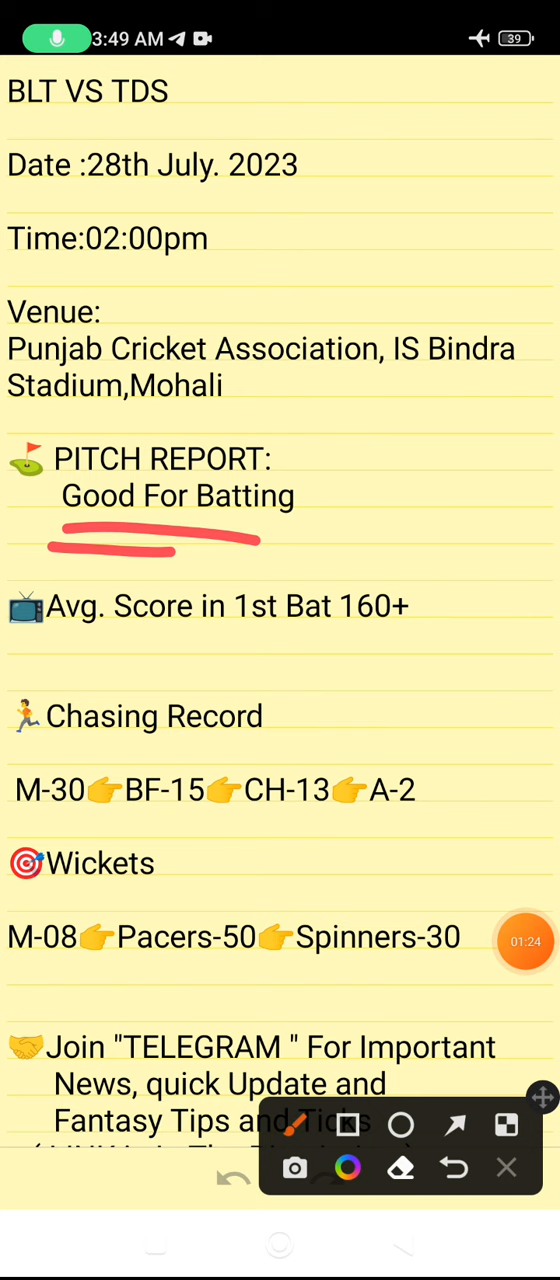 3:49 AM
39
BLT VS TDS
Date :28th July. 2023
Time:02:00pm
Venue:
Punjab Cricket Association, IS Bindra
Stadium,Mohali
⛳ PITCH REPORT:
Good For Batting
📺Avg. Score in 1st Bat 160+
🏃Chasing Record
M-30👉BF-15👉CH-13👉A-2
🎯Wickets
M-08👉Pacers-50👉Spinners-30
01:24
🤝Join "TELEGRAM " For Important
News, quick Update and
Fantasy Tips and Ticks